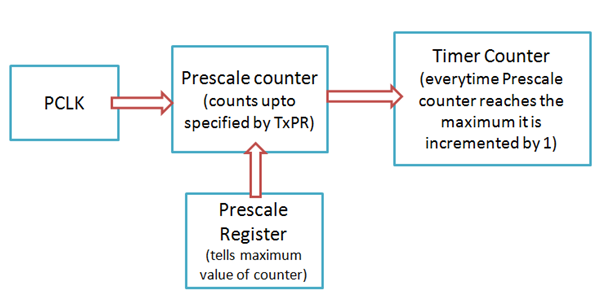 PCLK
Prescale counter
(counts upto
specified by TxPR)
Timer Counter
(everytime Prescale
counter reaches the
maximum it is
incremented by 1)
Prescale
Register
(tells maximum
value of counter)